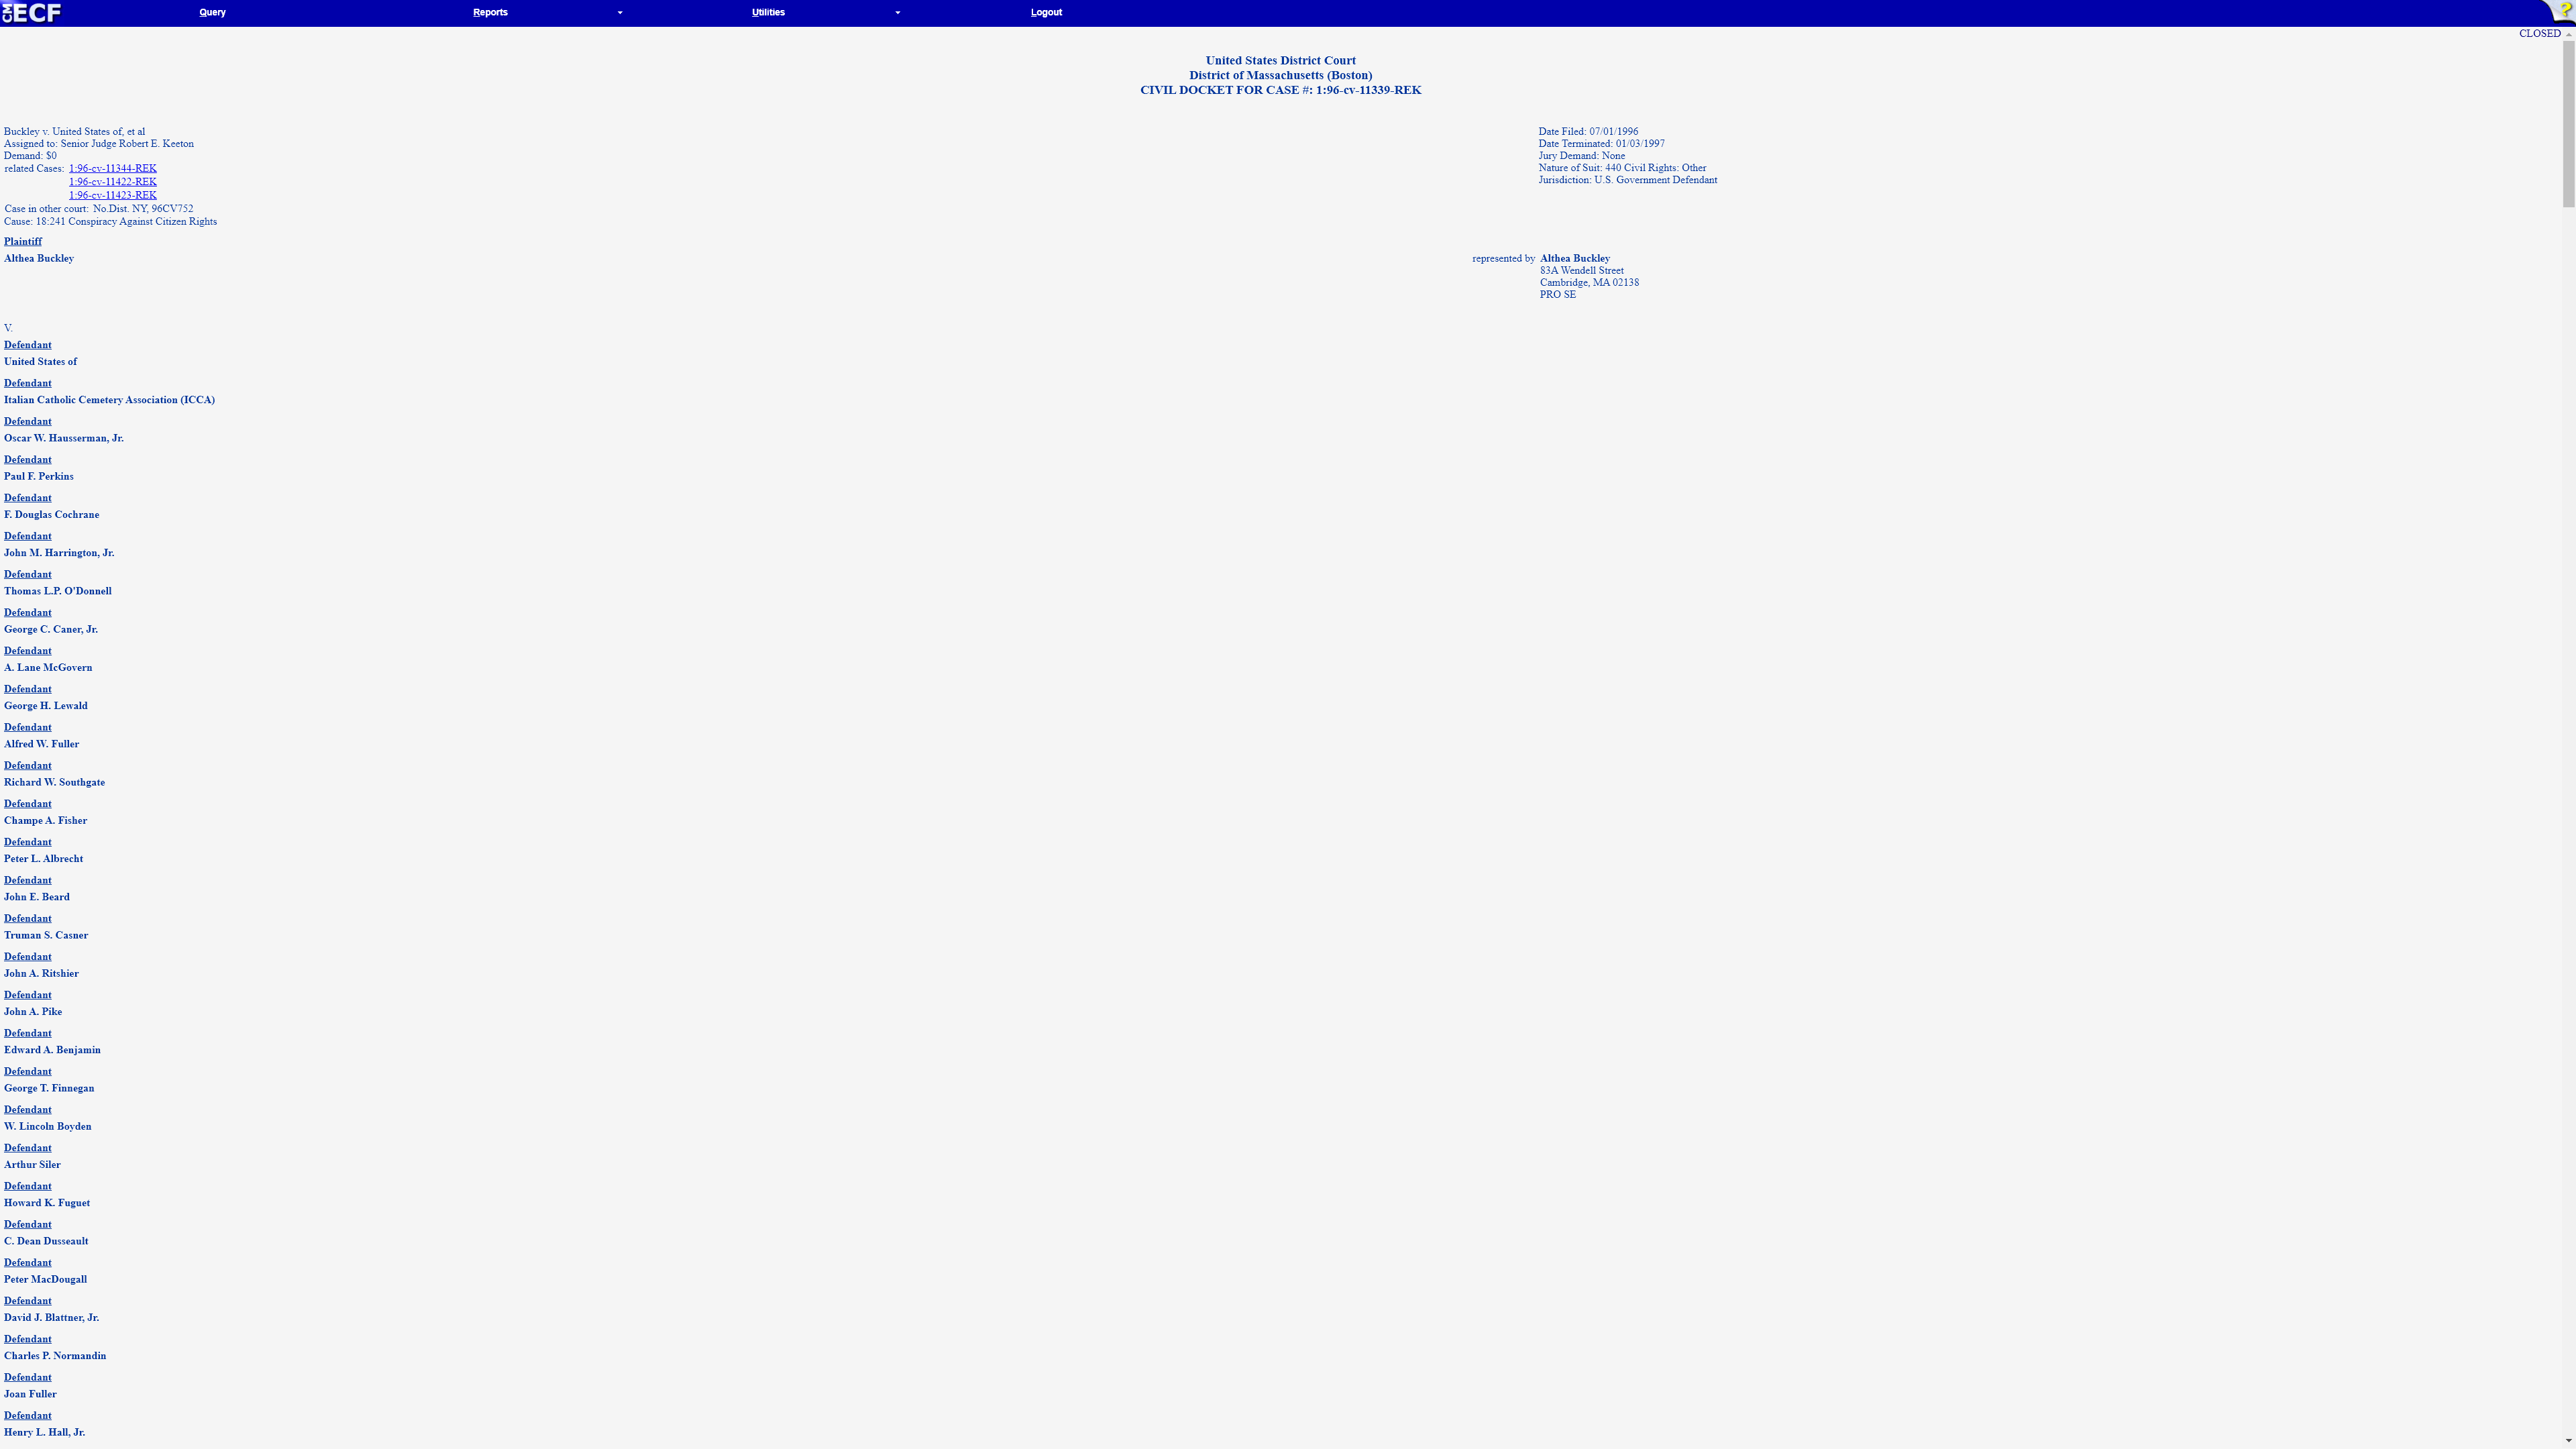 CM ECF Query Reports Utilities Logout ?
CLOSED
United States District Court
District of Massachusetts (Boston)
CIVIL DOCKET FOR CASE #: 1:96-cv-11339-REK
Buckley v. United States of, et al
Assigned to: Senior Judge Robert E. Keeton
Demand: $0
related Cases: 1:96-cv-11344-REK
1:96-cv-11422-REK
1:96-cv-11423-REK
Case in other court: No.Dist. NY, 96CV752
Cause: 18:241 Conspiracy Against Citizen Rights
Date Filed: 07/01/1996
Date Terminated: 01/03/1997
Jury Demand: None
Nature of Suit: 440 Civil Rights: Other
Jurisdiction: U.S. Government Defendant
Plaintiff
Althea Buckley
represented by Althea Buckley
83A Wendell Street
Cambridge, MA 02138
PRO SE
V.
Defendant
United States of
Defendant
Italian Catholic Cemetery Association (ICCA)
Defendant
Oscar W. Hausserman, Jr.
Defendant
Paul F. Perkins
Defendant
F. Douglas Cochrane
Defendant
John M. Harrington, Jr.
Defendant
Thomas L.P. O'Donnell
Defendant
George C. Caner, Jr.
Defendant
A. Lane McGovern
Defendant
George H. Lewald
Defendant
Alfred W. Fuller
Defendant
Richard W. Southgate
Defendant
Champe A. Fisher
Defendant
Peter L. Albrecht
Defendant
John E. Beard
Defendant
Truman S. Casner
Defendant
John A. Ritshier
Defendant
John A. Pike
Defendant
Edward A. Benjamin
Defendant
George T. Finnegan
Defendant
W. Lincoln Boyden
Defendant
Arthur Siler
Defendant
Howard K. Fuguet
Defendant
C. Dean Dusseault
Defendant
Peter MacDougall
Defendant
David J. Blattner, Jr.
Defendant
Charles P. Normandin
Defendant
Joan Fuller
Defendant
Henry L. Hall, Jr.